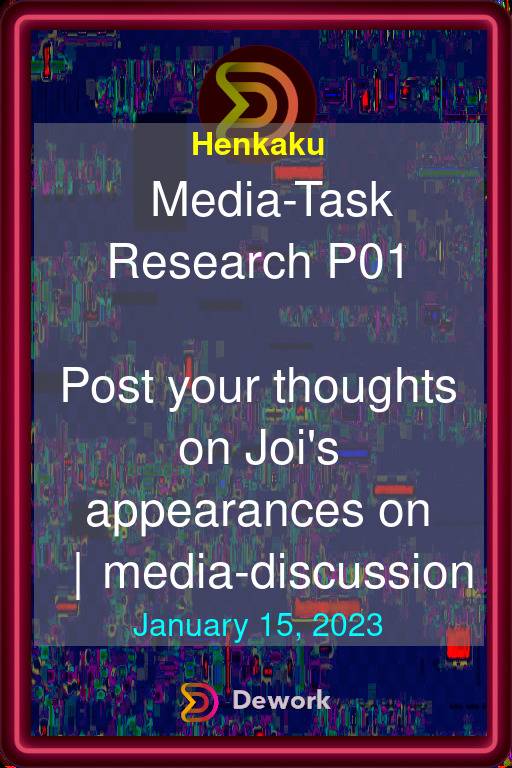 Henkaku
Media-Task
Research P01
Post your thoughts
on Joi's
appearances on
| media-discussion
January 15, 2023
Dework